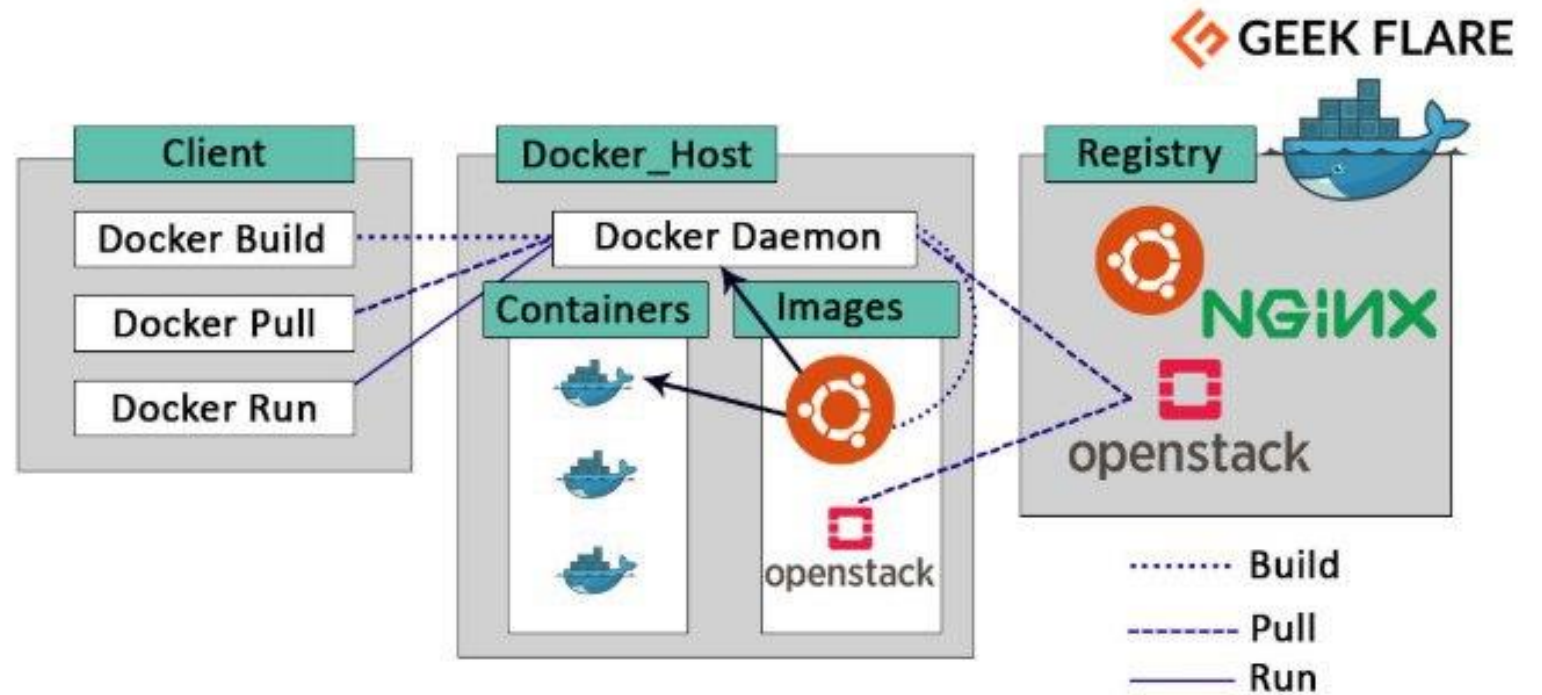 GEEK FLARE
Client
Docker_Host
Registry
Docker Build
Docker Daemon
Docker Pull
Docker Run
Containers
Images
NGiNX
openstack
openstack
Build
Pull
Run